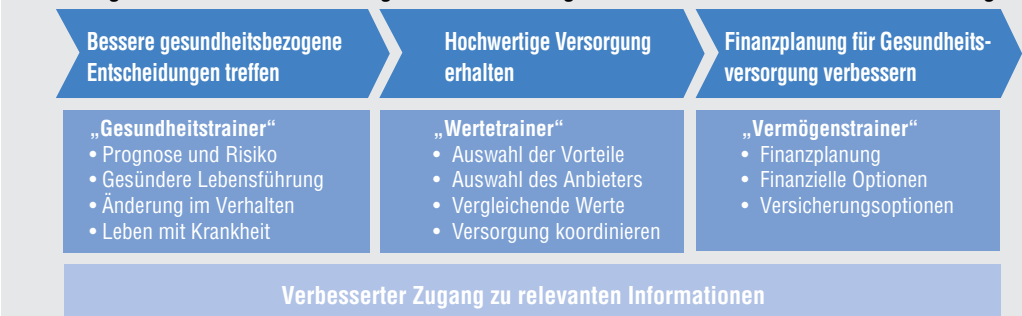 Bessere gesundheitsbezogene
Entscheidungen treffen
Hochwertige Versorgung
erhalten
Finanzplanung für Gesundheits-
versorgung verbessern
„Gesundheitstrainer“
• Prognose und Risiko
• Gesündere Lebensführung
• Änderung im Verhalten
• Leben mit Krankheit
„Wertetrainer“
• Auswahl der Vorteile
• Auswahl des Anbieters
• Vergleichende Werte
• Versorgung koordinieren
„Vermögenstrainer“
• Finanzplanung
• Finanzielle Optionen
• Versicherungsoptionen
Verbesserter Zugang zu relevanten Informationen